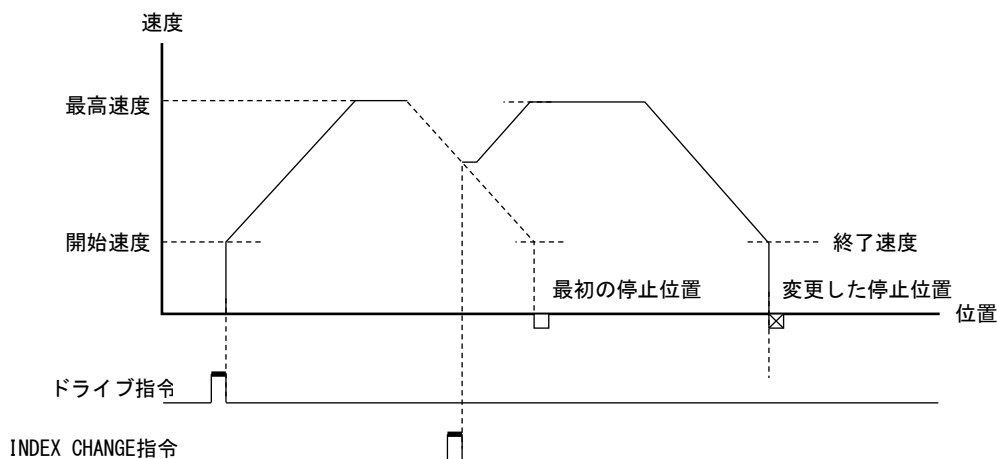 速度
最高速度
開始速度
終了速度
最初の停止位置
変更した停止位置
位置
ドライブ指令
INDEX CHANGE指令